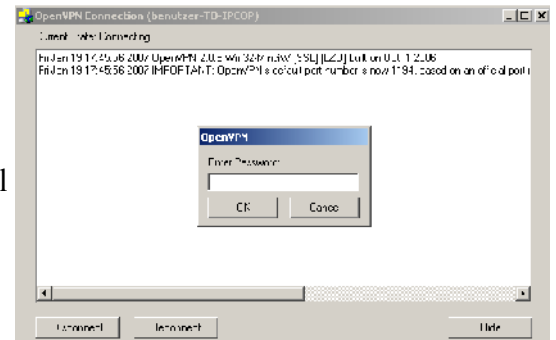 OpenVPN Connection (benutzer-TO-IPCOP)
Current State: Connecting
Fri Jan 19 17:45:56 2007 OpenVPN 2.0.9 Win32-MinGW [SSL] [LZO] built on Oct 1 2006
Fri Jan 19 17:45:56 2007 IMPORTANT: OpenVPN's default port number is now 1194, based on an official port
OpenVPN
Enter Password:
l
OK Cancel
Disconnect Reconnect Hide